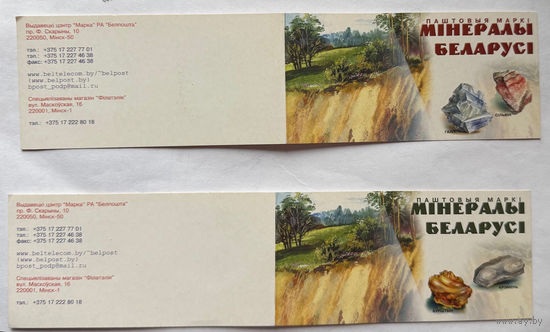 Выдавецкі цэнтр "Марка" РА "Белпошта"
пр. Ф. Скарыны, 10
220050, Мінск-50
тэл.: +375 17 227 77 01
тэл.: +375 17 227 46 38
факс: +375 17 227 46 38
www.beltelecom.by/~belpost
(www.belpost.by)
bpost_podp@mail.ru
Спецыялізаваны магазін "Філатэлія"
вул. Маскоўская, 16
220001, Мінск-1
тэл.: +375 17 222 80 18
ПАШТОВЫЯ МАРКІ
МІНЕРАЛЫ
БЕЛАРУСІ
СІЛЬВІН
Выдавецкі цэнтр "Марка" РА "Белпошта"
пр. Ф. Скарыны, 10
220050, Мінск-50
тэл.: +375 17 227 77 01
тэл.: +375 17 227 46 38
факс: +375 17 227 46 38
www.beltelecom.by/~belpost
(www.belpost.by)
bpost_podp@mail.ru
Спецыялізаваны магазін "Філатэлія"
вул. Маскоўская, 16
220001, Мінск-1
тэл.: +375 17 222 80 18
ПАШТОВЫЯ МАРКІ
МІНЕРАЛЫ
БЕЛАРУСІ
КРЭМЕНЬ
БУРШТЫН
www.ay.by